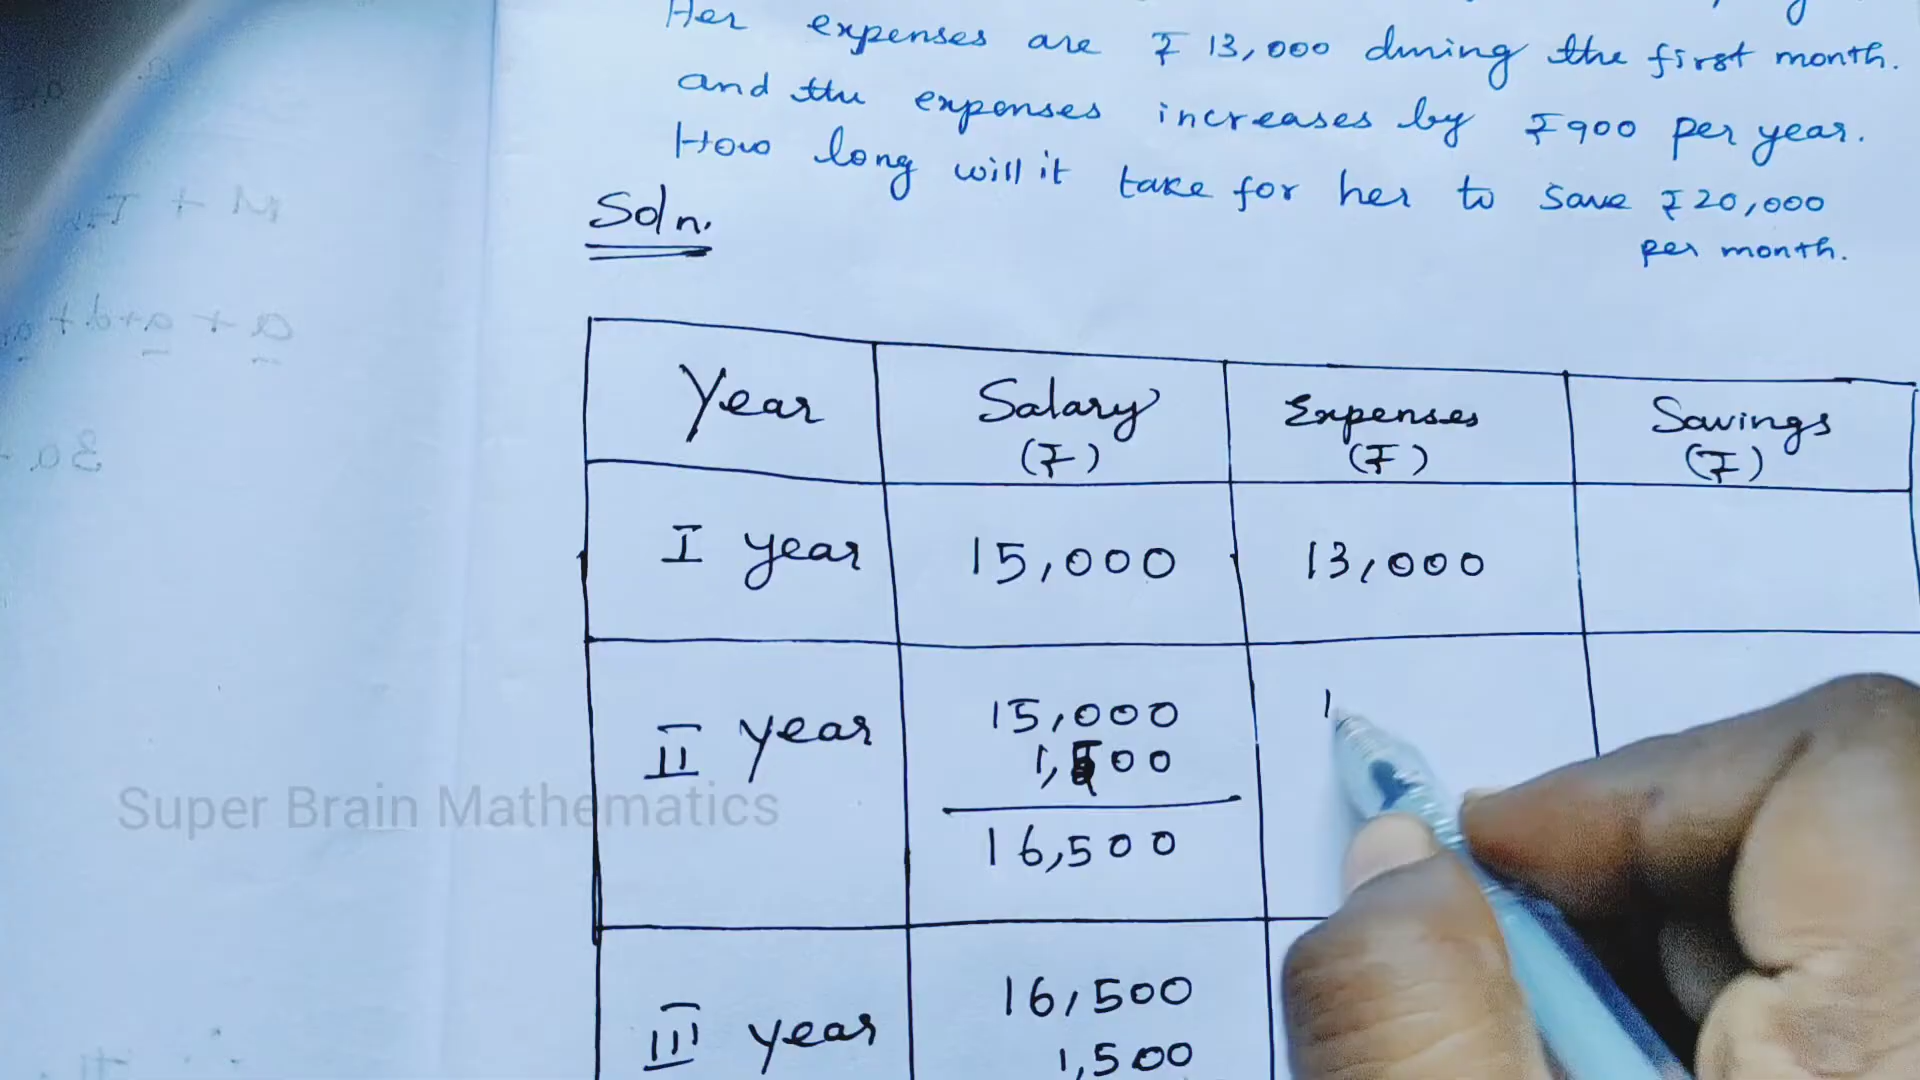 Her expenses are ₹ 13,000 during the first month.
and the expenses increases by ₹900 per year.
How long will it take for her to save ₹20,000
per month.
Soln.
Year Salary (₹) Expenses (₹) Savings (₹)
I year 15,000 13,000
II year 15,000 1
1,500
16,500
III year 16,500
1,500
Super Brain Mathematics